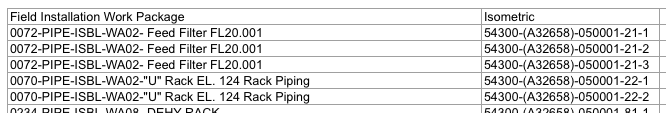 Field Installation Work Package Isometric
0072-PIPE-ISBL-WA02- Feed Filter FL20.001 54300-(A32658)-050001-21-1
0072-PIPE-ISBL-WA02- Feed Filter FL20.001 54300-(A32658)-050001-21-2
0072-PIPE-ISBL-WA02- Feed Filter FL20.001 54300-(A32658)-050001-21-3
0070-PIPE-ISBL-WA02-"U" Rack EL. 124 Rack Piping 54300-(A32658)-050001-22-1
0070-PIPE-ISBL-WA02-"U" Rack EL. 124 Rack Piping 54300-(A32658)-050001-22-2
0234-PIPE-ISBL-WA08- DEHY RACK 54300-(A32658)-050001-81-1